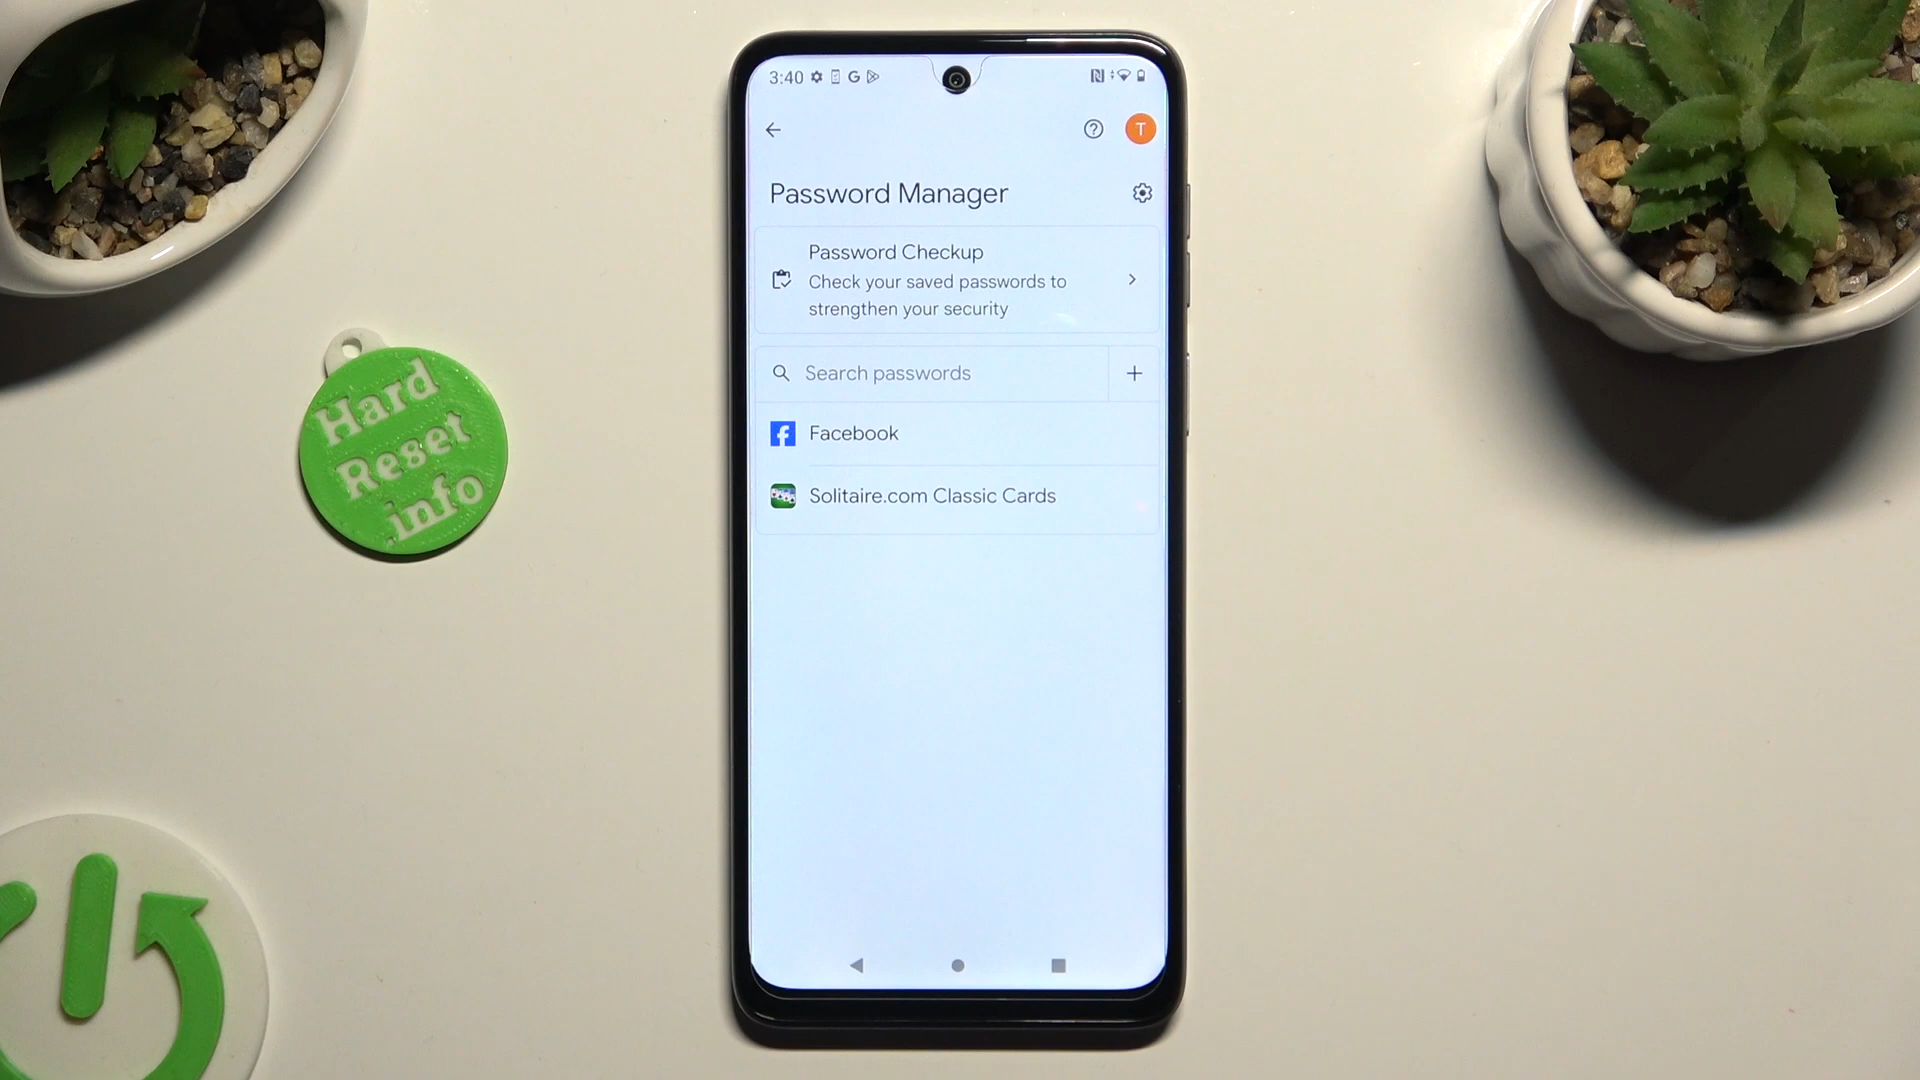 3:40
T
Password Manager
Password Checkup
Check your saved passwords to
strengthen your security
Search passwords
Facebook
Solitaire.com Classic Cards
Hard
Reset
.info